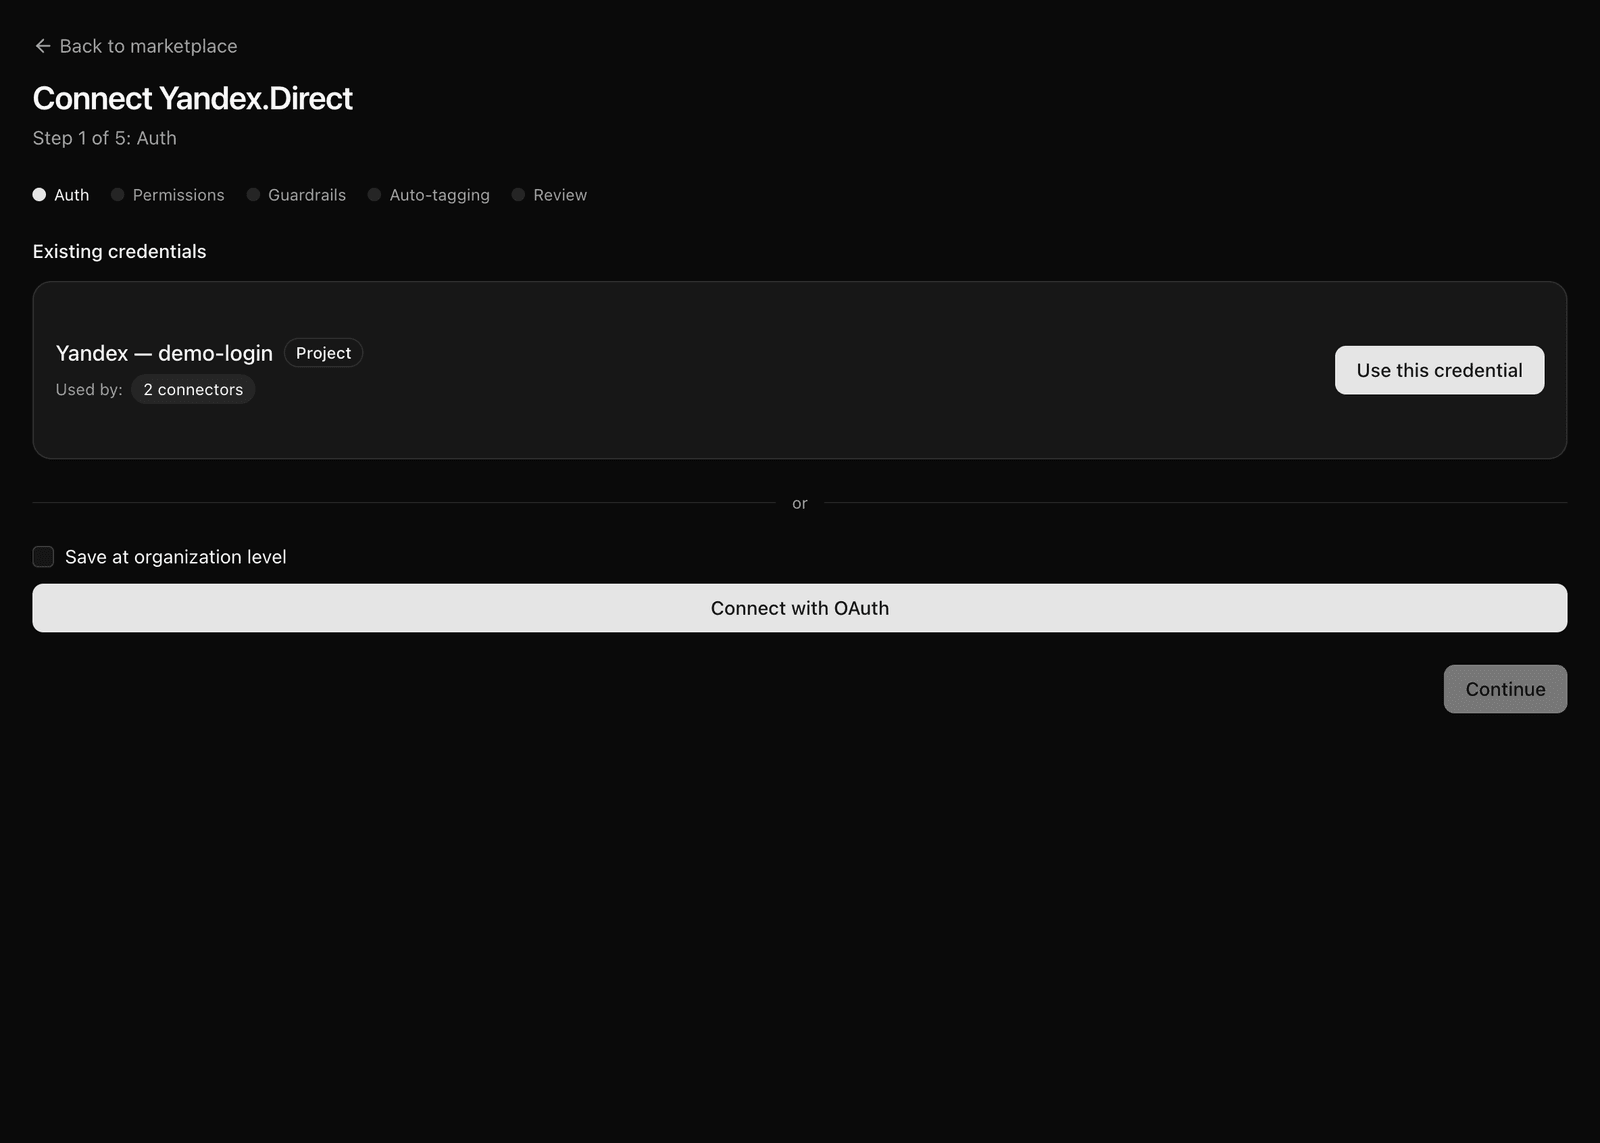 Back to marketplace
Connect Yandex.Direct
Step 1 of 5: Auth
Auth Permissions Guardrails Auto-tagging Review
Existing credentials
Yandex — demo-login Project
Used by: 2 connectors
Use this credential
or
Save at organization level
Connect with OAuth
Continue